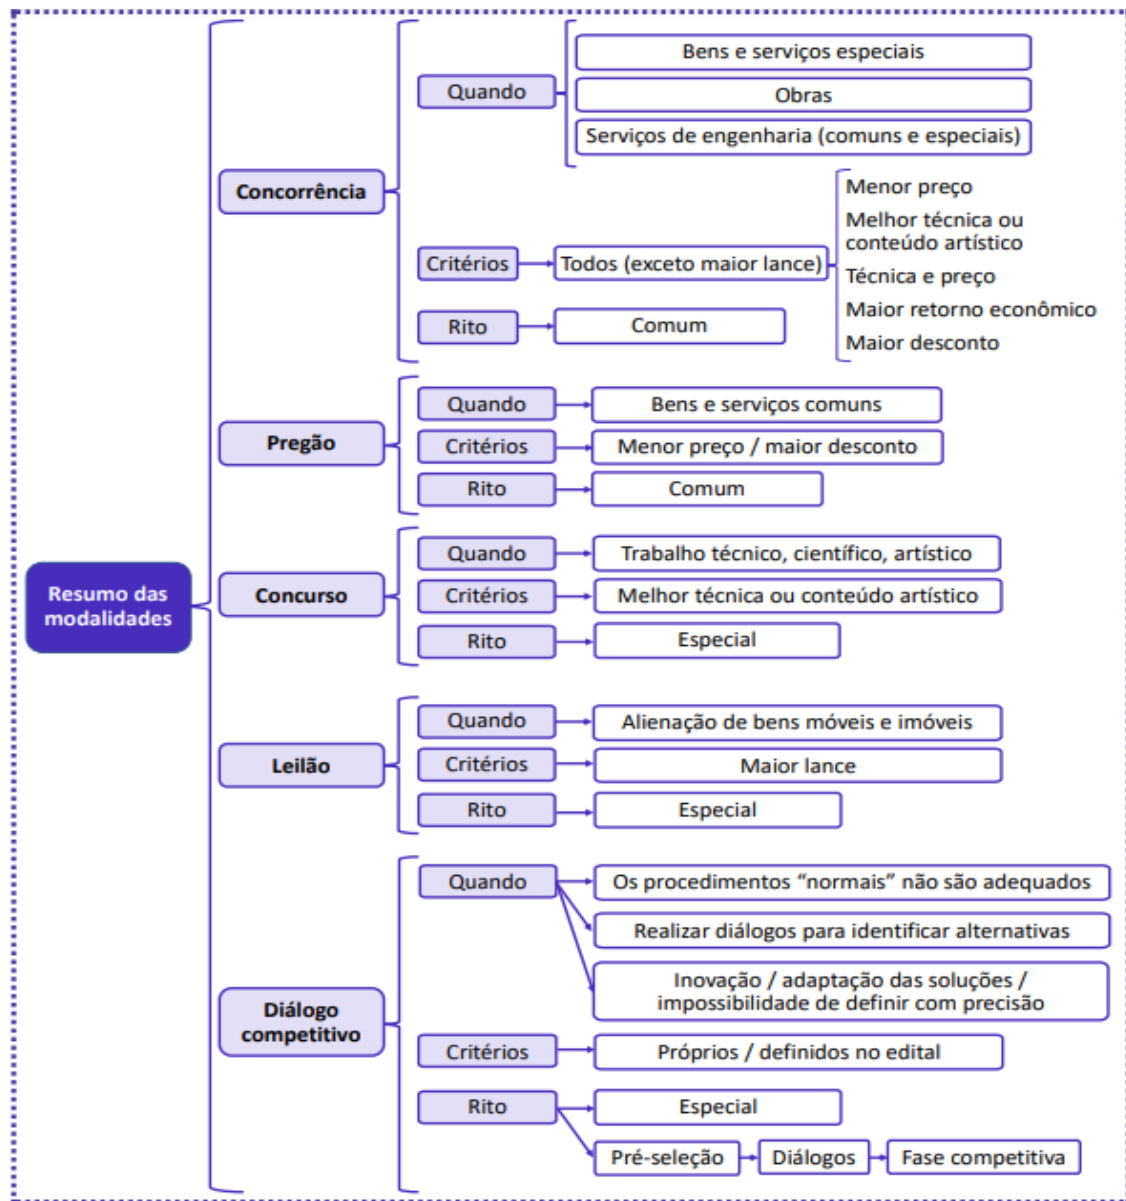 Resumo das
modalidades
Concorrência
Quando
Bens e serviços especiais
Obras
Serviços de engenharia (comuns e especiais)
Critérios
Todos (exceto maior lance)
Menor preço
Melhor técnica ou
conteúdo artístico
Técnica e preço
Maior retorno econômico
Maior desconto
Rito
Comum
Pregão
Quando
Bens e serviços comuns
Critérios
Menor preço / maior desconto
Rito
Comum
Concurso
Quando
Trabalho técnico, científico, artístico
Critérios
Melhor técnica ou conteúdo artístico
Rito
Especial
Leilão
Quando
Alienação de bens móveis e imóveis
Critérios
Maior lance
Rito
Especial
Diálogo
competitivo
Quando
Os procedimentos “normais” não são adequados
Realizar diálogos para identificar alternativas
Inovação / adaptação das soluções /
impossibilidade de definir com precisão
Critérios
Próprios / definidos no edital
Rito
Especial
Pré-seleção
Diálogos
Fase competitiva